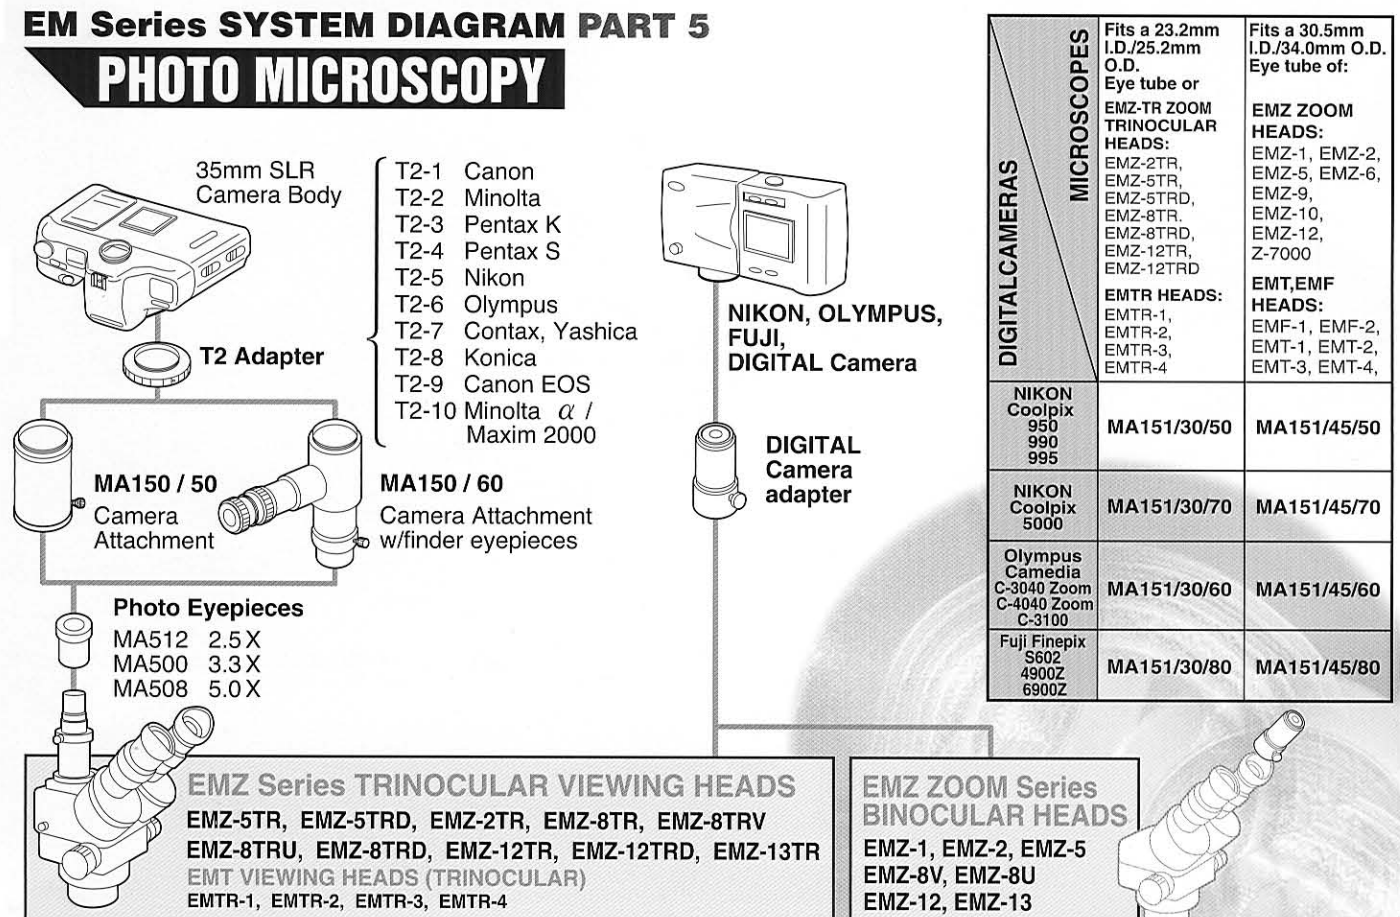 EM Series SYSTEM DIAGRAM PART 5
PHOTO MICROSCOPY
35mm SLR
Camera Body
T2-1 Canon
T2-2 Minolta
T2-3 Pentax K
T2-4 Pentax S
T2-5 Nikon
T2-6 Olympus
T2-7 Contax, Yashica
T2-8 Konica
T2-9 Canon EOS
T2-10 Minolta α /
Maxim 2000
T2 Adapter
MA150 / 50
Camera
Attachment
MA150 / 60
Camera Attachment
w/finder eyepieces
Photo Eyepieces
MA512 2.5X
MA500 3.3X
MA508 5.0X
NIKON, OLYMPUS,
FUJI,
DIGITAL Camera
DIGITAL
Camera
adapter
DIGITALCAMERAS
MICROSCOPES
Fits a 23.2mm
I.D./25.2mm
O.D.
Eye tube or
EMZ-TR ZOOM
TRINOCULAR
HEADS:
EMZ-2TR,
EMZ-5TR,
EMZ-5TRD,
EMZ-8TR.
EMZ-8TRD,
EMZ-12TR,
EMZ-12TRD
EMTR HEADS:
EMTR-1,
EMTR-2,
EMTR-3,
EMTR-4
Fits a 30.5mm
I.D./34.0mm O.D.
Eye tube of:
EMZ ZOOM
HEADS:
EMZ-1, EMZ-2,
EMZ-5, EMZ-6,
EMZ-9,
EMZ-10,
EMZ-12,
Z-7000
EMT,EMF
HEADS:
EMF-1, EMF-2,
EMT-1, EMT-2,
EMT-3, EMT-4,
NIKON
Coolpix
950
990
995
MA151/30/50
MA151/45/50
NIKON
Coolpix
5000
MA151/30/70
MA151/45/70
Olympus
Camedia
C-3040 Zoom
C-4040 Zoom
C-3100
MA151/30/60
MA151/45/60
Fuji Finepix
S602
4900Z
6900Z
MA151/30/80
MA151/45/80
EMZ Series TRINOCULAR VIEWING HEADS
EMZ-5TR, EMZ-5TRD, EMZ-2TR, EMZ-8TR, EMZ-8TRV
EMZ-8TRU, EMZ-8TRD, EMZ-12TR, EMZ-12TRD, EMZ-13TR
EMT VIEWING HEADS (TRINOCULAR)
EMTR-1, EMTR-2, EMTR-3, EMTR-4
EMZ ZOOM Series
BINOCULAR HEADS
EMZ-1, EMZ-2, EMZ-5
EMZ-8V, EMZ-8U
EMZ-12, EMZ-13